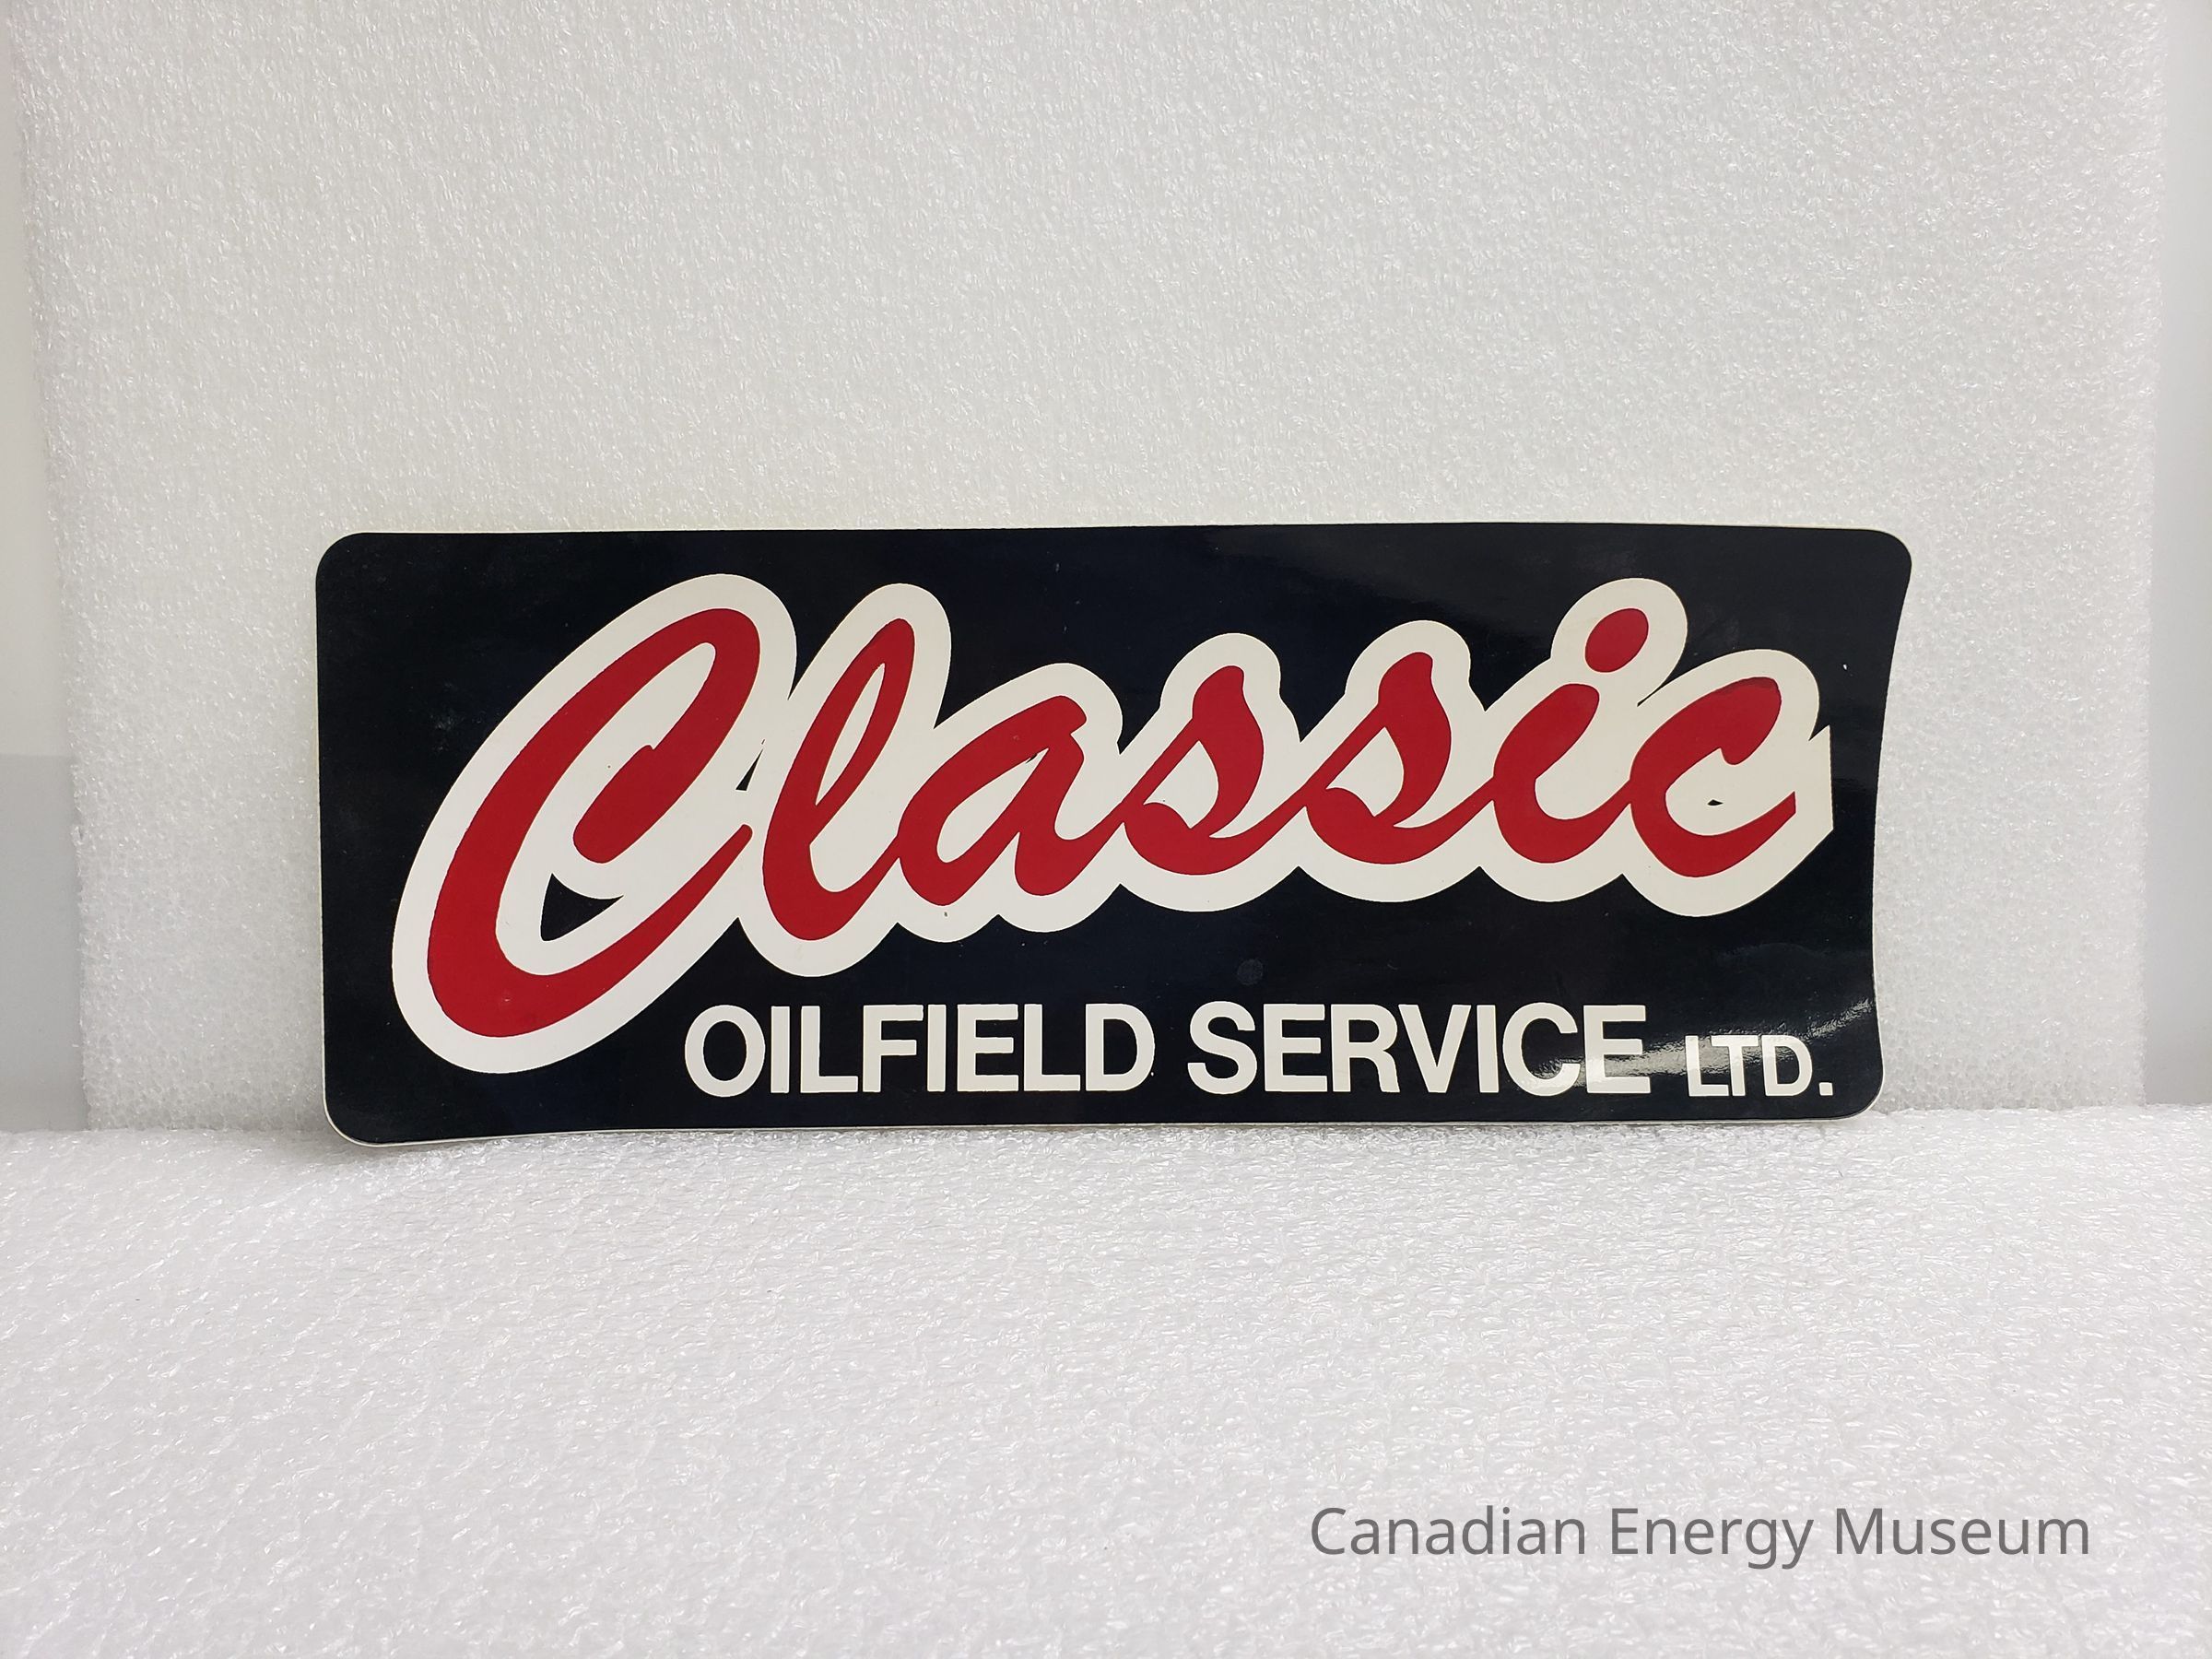 Classic
OILFIELD SERVICE LTD.
Canadian Energy Museum